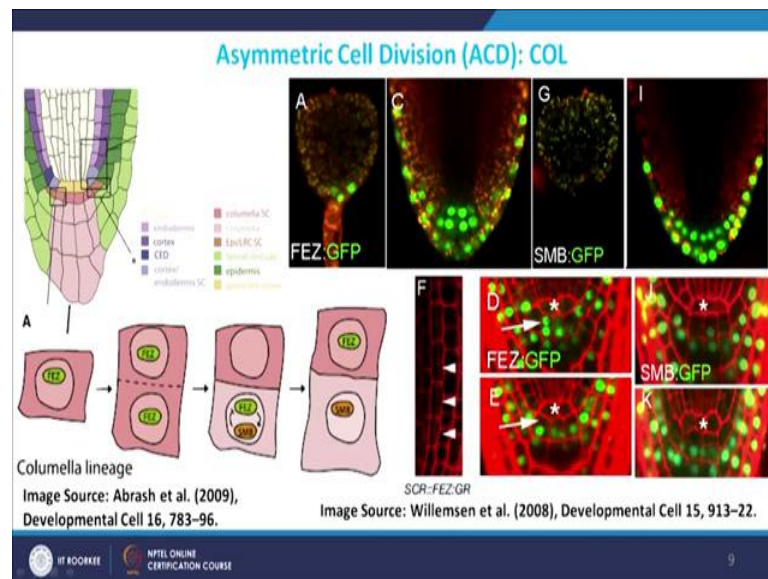 Asymmetric Cell Division (ACD): COL
A
C
G
I
FEZ:GFP
SMB:GFP
endodermis
cortex
CED
cortex/
endodermis SC
columella SC
columella
Epi/LRC SC
lateral root cap
epidermis
A
FEZ
FEZ
FEZ
FEZ
SMB
FEZ
SMB
Columella lineage
F
D
*
FEZ:GFP
E
*
J
*
SMB:GFP
K
*
SCR::FEZ:GR
Image Source: Abrash et al. (2009),
Developmental Cell 16, 783–96.
Image Source: Willemsen et al. (2008), Developmental Cell 15, 913–22.
IIT ROORKEE
NPTEL ONLINE
CERTIFICATION COURSE
9